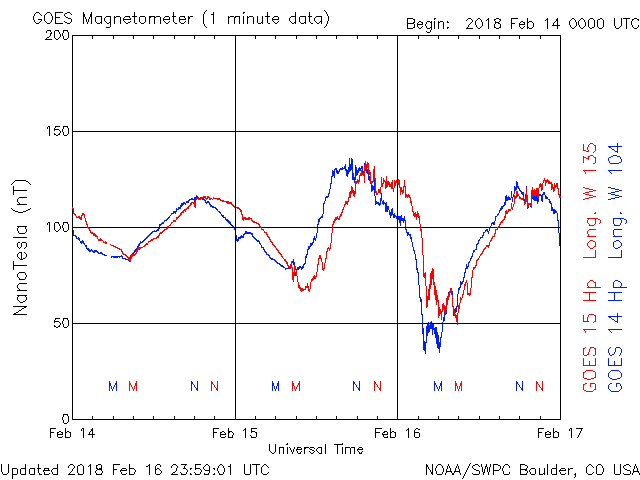 GOES Magnetometer (1 minute data)
Begin: 2018 Feb 14 0000 UTC
200
150
100
50
0
NanoTesla (nT)
M M N N M M N N M M N N
Feb 14 Feb 15 Feb 16 Feb 17
Universal Time
GOES 15 Hp Long. W 135
GOES 14 Hp Long. W 104
Updated 2018 Feb 16 23:59:01 UTC
NOAA/SWPC Boulder, CO USA